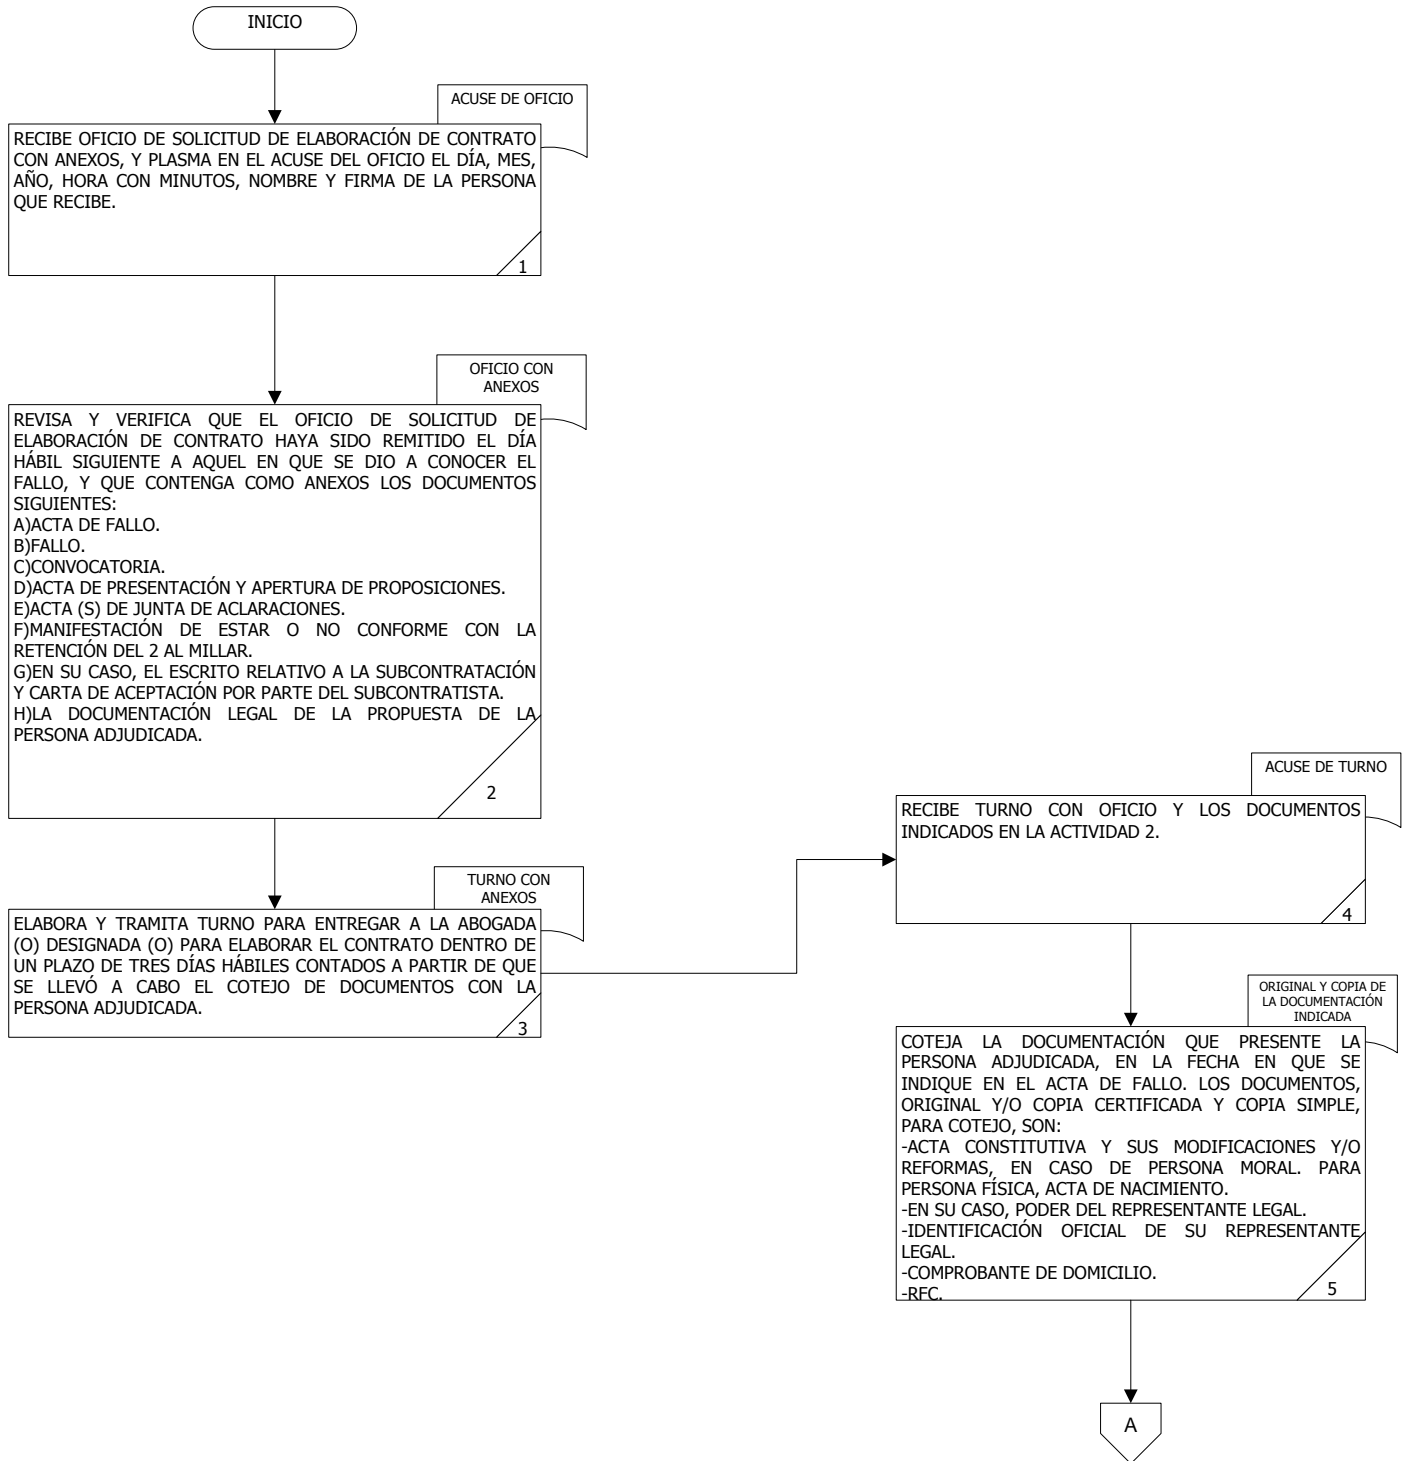 INICIO
ACUSE DE OFICIO
RECIBE OFICIO DE SOLICITUD DE ELABORACIÓN DE CONTRATO
CON ANEXOS, Y PLASMA EN EL ACUSE DEL OFICIO EL DÍA, MES,
AÑO, HORA CON MINUTOS, NOMBRE Y FIRMA DE LA PERSONA
QUE RECIBE.
1
OFICIO CON
ANEXOS
REVISA Y VERIFICA QUE EL OFICIO DE SOLICITUD DE
ELABORACIÓN DE CONTRATO HAYA SIDO REMITIDO EL DÍA
HÁBIL SIGUIENTE A AQUEL EN QUE SE DIO A CONOCER EL
FALLO, Y QUE CONTENGA COMO ANEXOS LOS DOCUMENTOS
SIGUIENTES:
A)ACTA DE FALLO.
B)FALLO.
C)CONVOCATORIA.
D)ACTA DE PRESENTACIÓN Y APERTURA DE PROPOSICIONES.
E)ACTA (S) DE JUNTA DE ACLARACIONES.
F)MANIFESTACIÓN DE ESTAR O NO CONFORME CON LA
RETENCIÓN DEL 2 AL MILLAR.
G)EN SU CASO, EL ESCRITO RELATIVO A LA SUBCONTRATACIÓN
Y CARTA DE ACEPTACIÓN POR PARTE DEL SUBCONTRATISTA.
H)LA DOCUMENTACIÓN LEGAL DE LA PROPUESTA DE LA
PERSONA ADJUDICADA.
2
TURNO CON
ANEXOS
ELABORA Y TRAMITA TURNO PARA ENTREGAR A LA ABOGADA
(O) DESIGNADA (O) PARA ELABORAR EL CONTRATO DENTRO DE
UN PLAZO DE TRES DÍAS HÁBILES CONTADOS A PARTIR DE QUE
SE LLEVÓ A CABO EL COTEJO DE DOCUMENTOS CON LA
PERSONA ADJUDICADA.
3
ACUSE DE TURNO
RECIBE TURNO CON OFICIO Y LOS DOCUMENTOS
INDICADOS EN LA ACTIVIDAD 2.
4
ORIGINAL Y COPIA DE
LA DOCUMENTACIÓN
INDICADA
COTEJA LA DOCUMENTACIÓN QUE PRESENTE LA
PERSONA ADJUDICADA, EN LA FECHA EN QUE SE
INDIQUE EN EL ACTA DE FALLO. LOS DOCUMENTOS,
ORIGINAL Y/O COPIA CERTIFICADA Y COPIA SIMPLE,
PARA COTEJO, SON:
-ACTA CONSTITUTIVA Y SUS MODIFICACIONES Y/O
REFORMAS, EN CASO DE PERSONA MORAL. PARA
PERSONA FÍSICA, ACTA DE NACIMIENTO.
-EN SU CASO, PODER DEL REPRESENTANTE LEGAL.
-IDENTIFICACIÓN OFICIAL DE SU REPRESENTANTE
LEGAL.
-COMPROBANTE DE DOMICILIO.
-RFC.
5
A